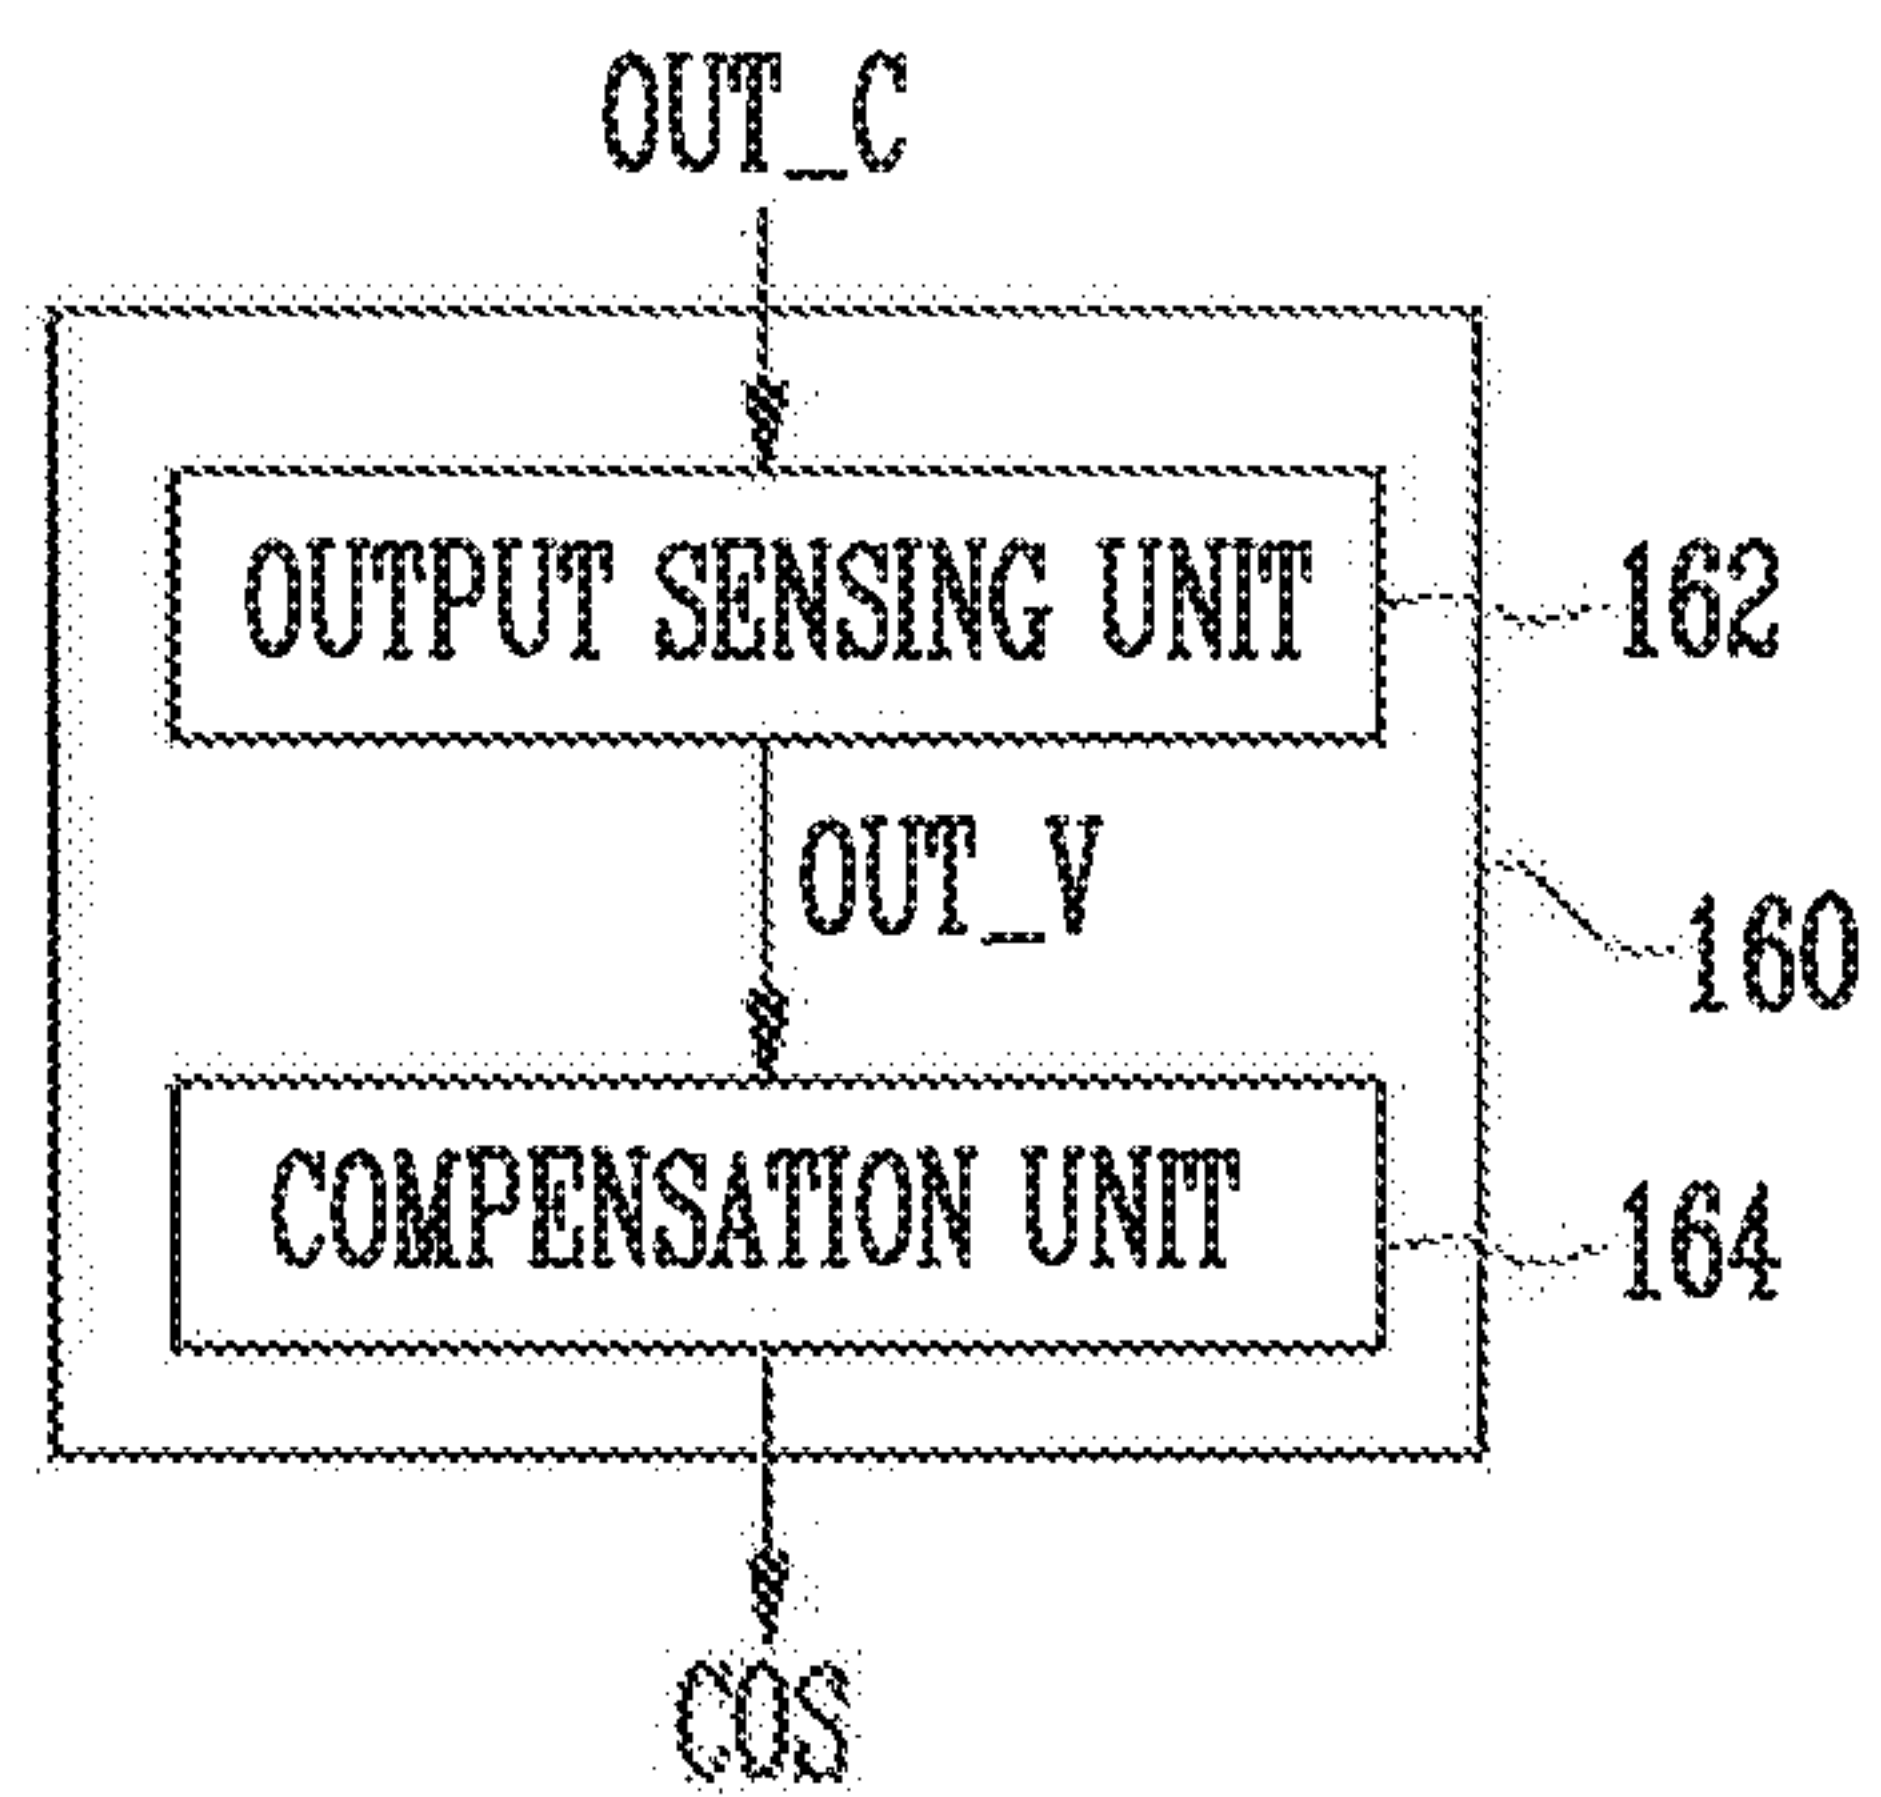 OUT_C
OUTPUT SENSING UNIT
162
OUT_V
160
COMPENSATION UNIT
164
COS